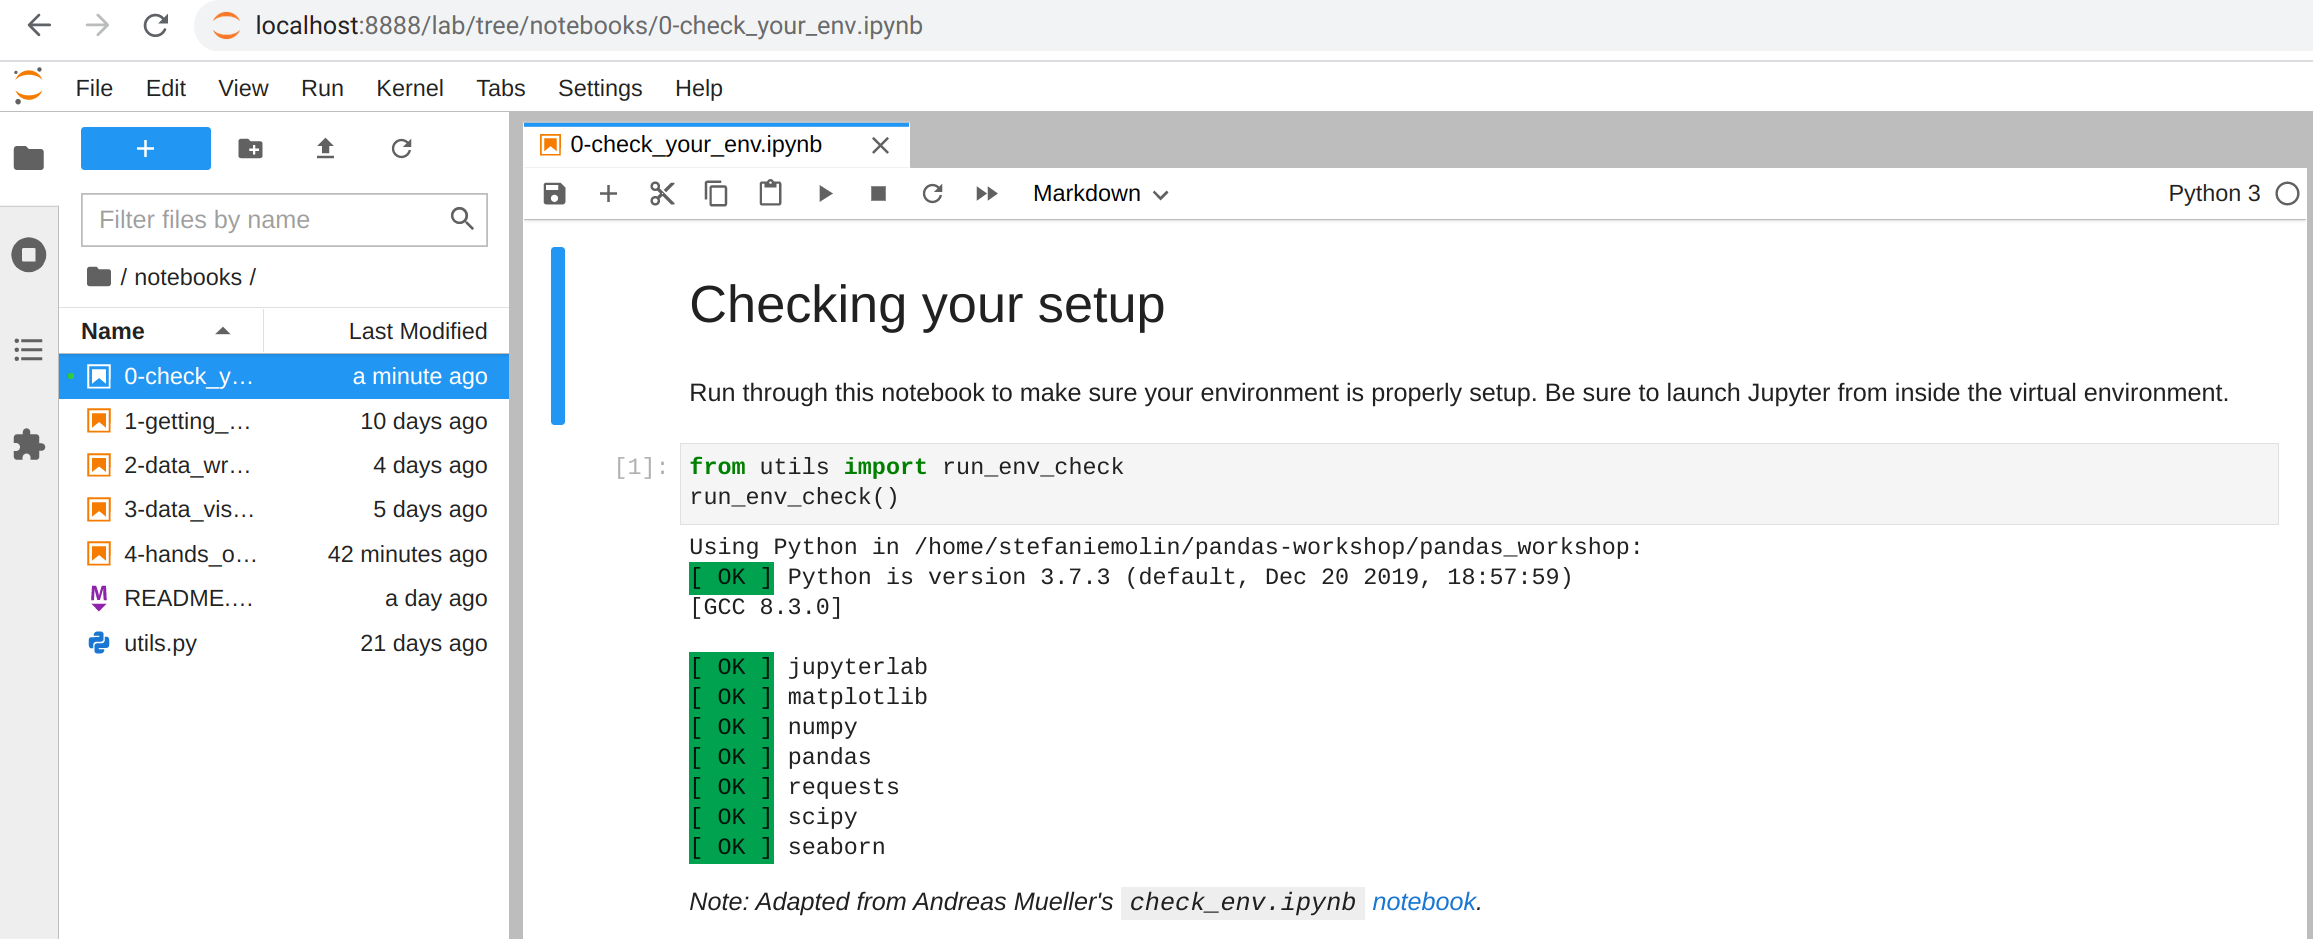 localhost:8888/lab/tree/notebooks/0-check_your_env.ipynb
File Edit View Run Kernel Tabs Settings Help
0-check_your_env.ipynb
Filter files by name
/ notebooks /
Name Last Modified
0-check_y… a minute ago
1-getting_… 10 days ago
2-data_wr… 4 days ago
3-data_vis… 5 days ago
4-hands_o… 42 minutes ago
README.… a day ago
utils.py 21 days ago
Markdown
Python 3
Checking your setup
Run through this notebook to make sure your environment is properly setup. Be sure to launch Jupyter from inside the virtual environment.
[1]: from utils import run_env_check
run_env_check()
Using Python in /home/stefaniemolin/pandas-workshop/pandas_workshop:
[ OK ] Python is version 3.7.3 (default, Dec 20 2019, 18:57:59)
[GCC 8.3.0]
[ OK ] jupyterlab
[ OK ] matplotlib
[ OK ] numpy
[ OK ] pandas
[ OK ] requests
[ OK ] scipy
[ OK ] seaborn
Note: Adapted from Andreas Mueller's check_env.ipynb notebook.